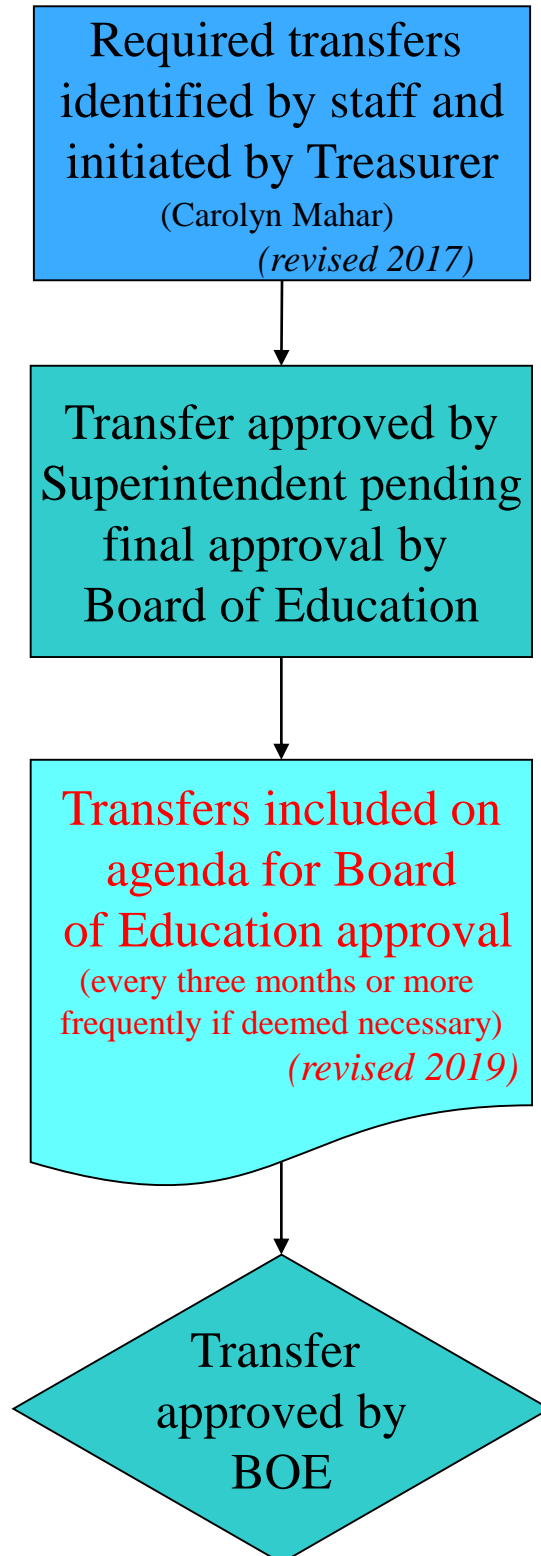 Required transfers
identified by staff and
initiated by Treasurer
(Carolyn Mahar)
(revised 2017)
Transfer approved by
Superintendent pending
final approval by
Board of Education
Transfers included on
agenda for Board
of Education approval
(every three months or more
frequently if deemed necessary)
(revised 2019)
Transfer
approved by
BOE